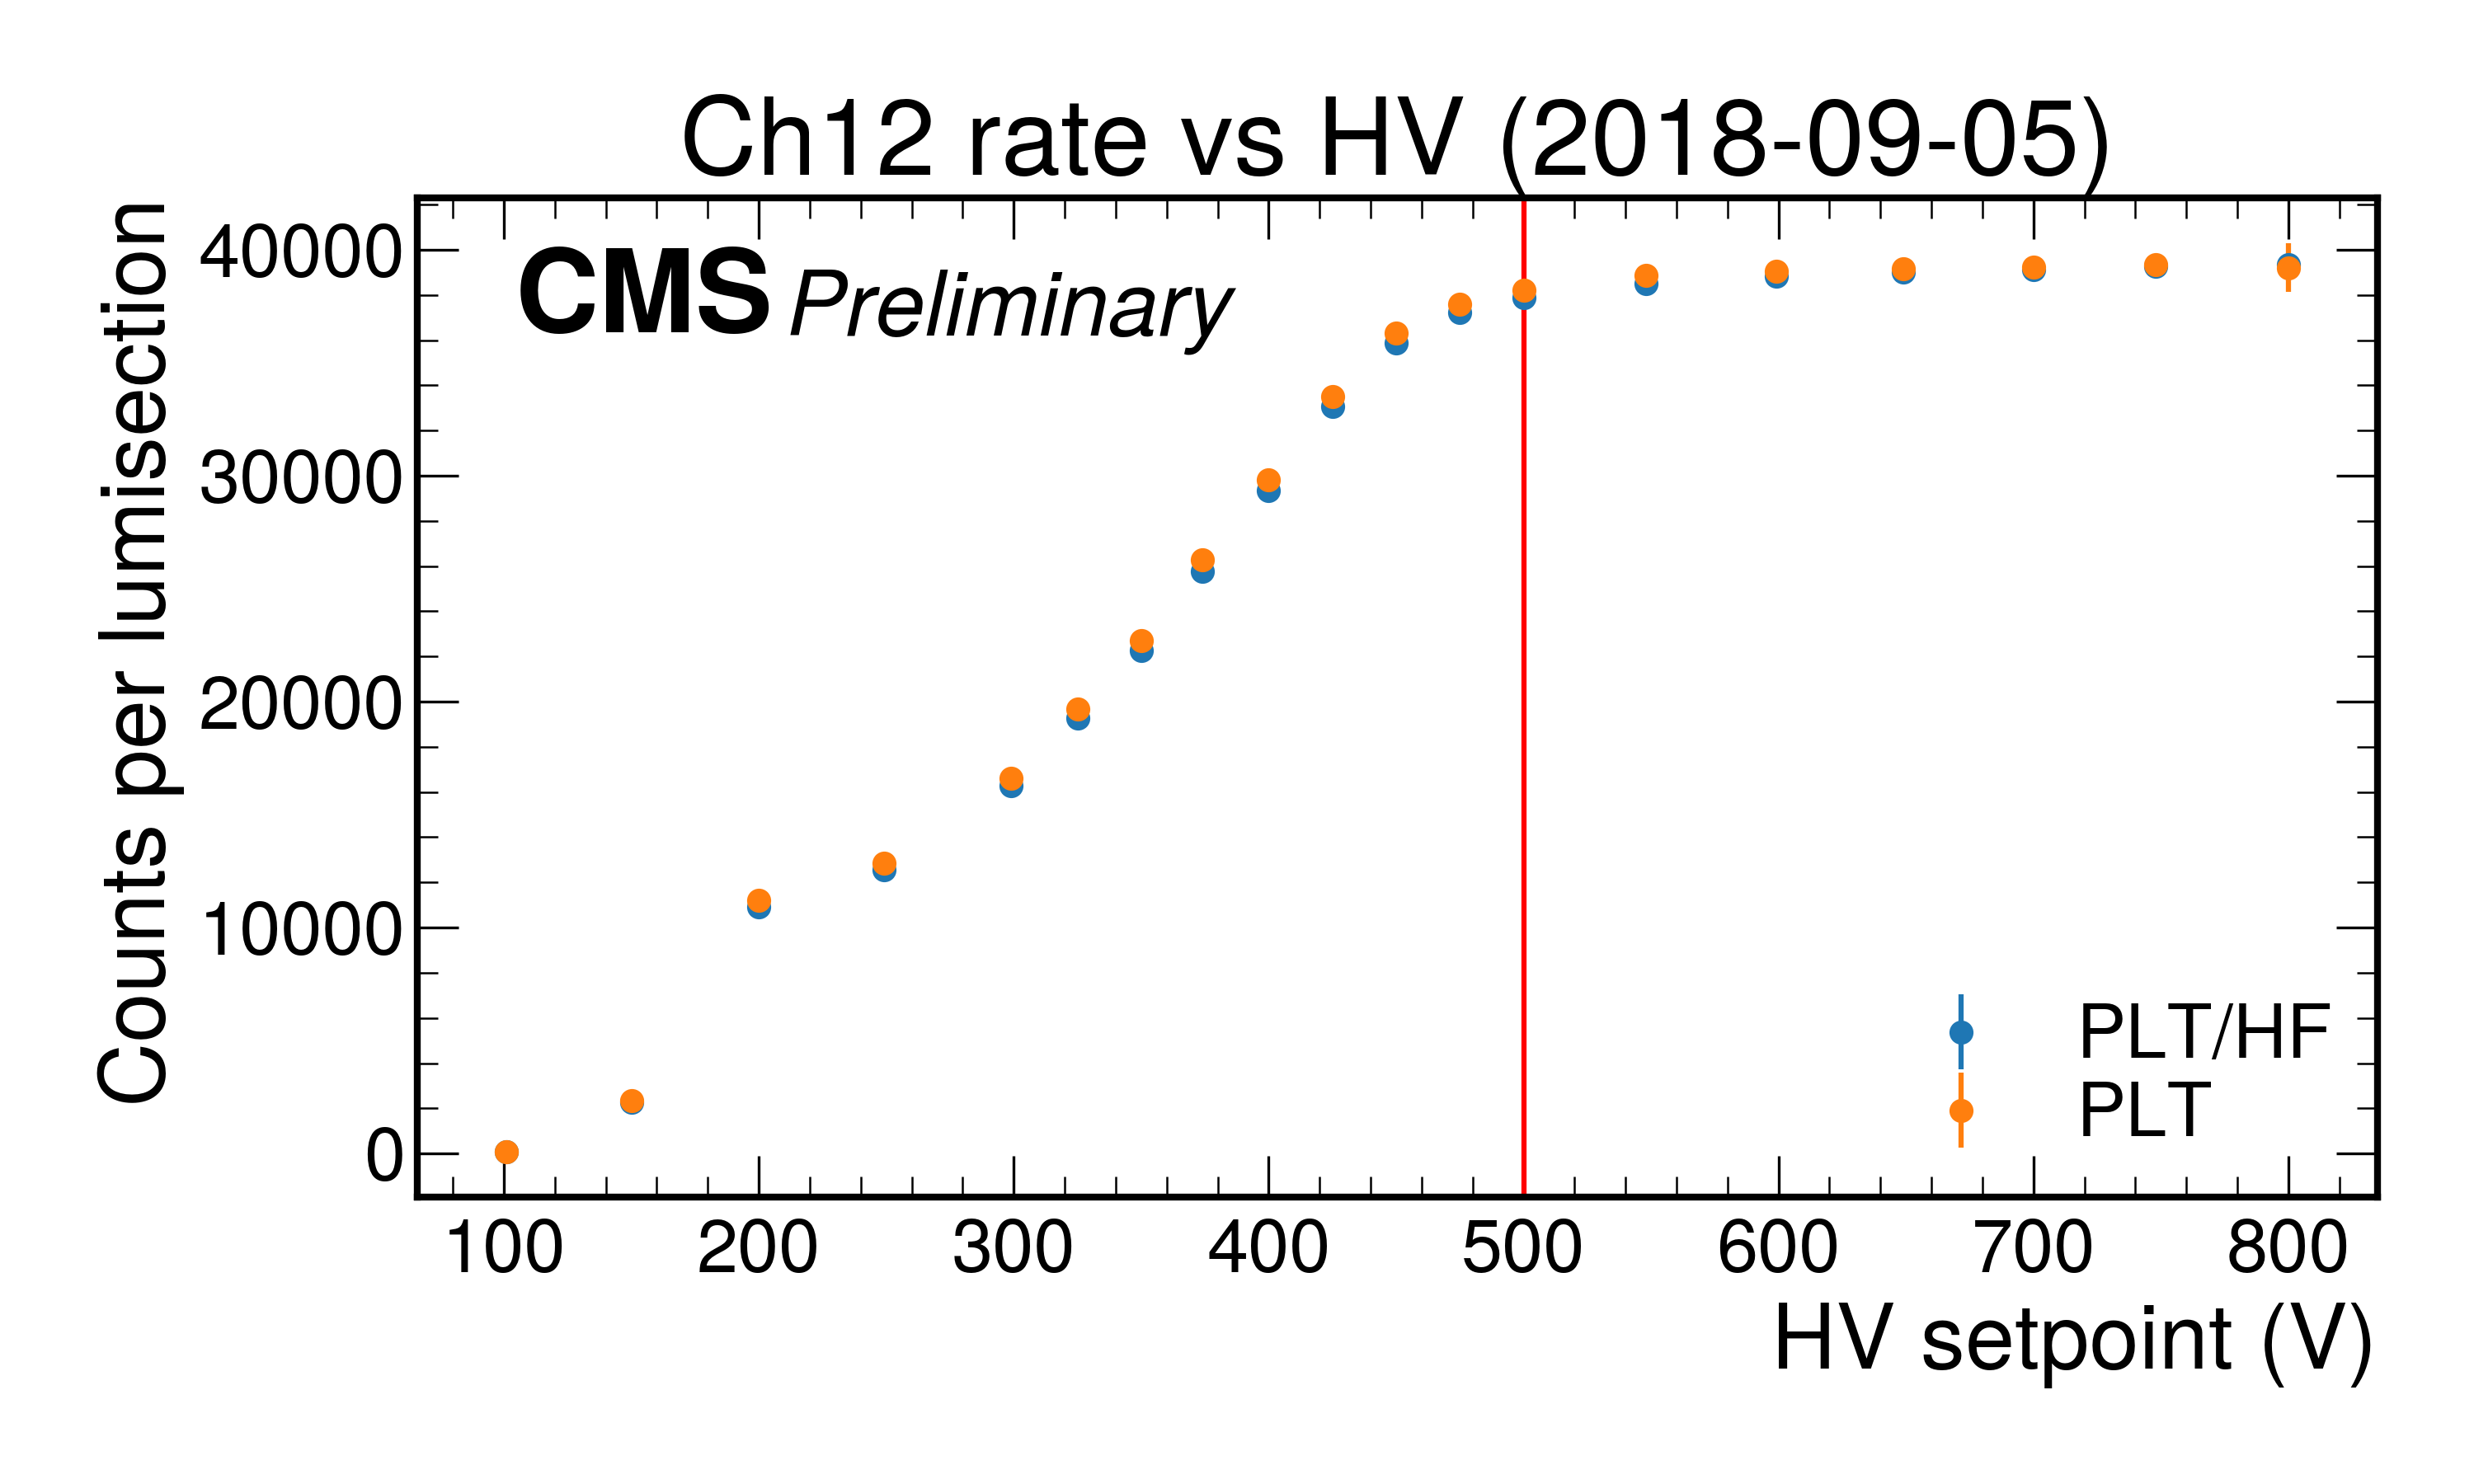 Ch12 rate vs HV (2018-09-05)
CMS Preliminary
Counts per lumisection
40000
30000
20000
10000
0
PLT/HF
PLT
100 200 300 400 500 600 700 800
HV setpoint (V)